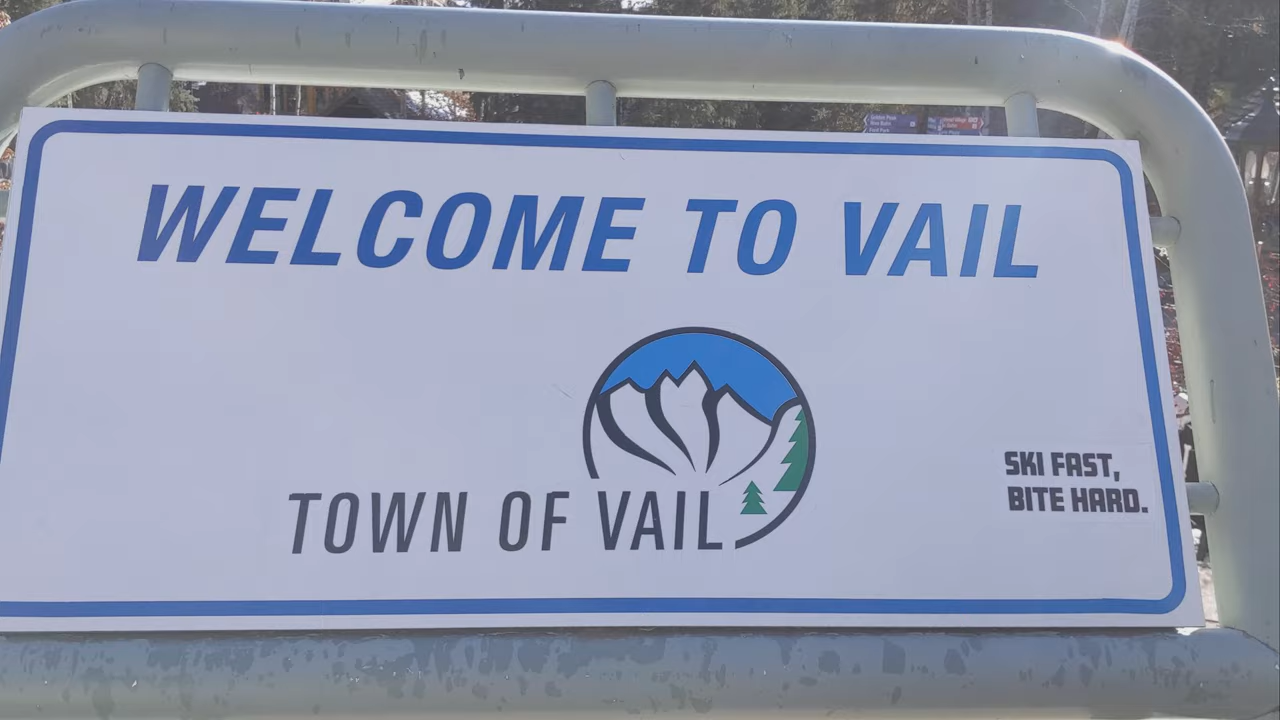 WELCOME TO VAIL
TOWN OF VAIL
SKI FAST,
BITE HARD.